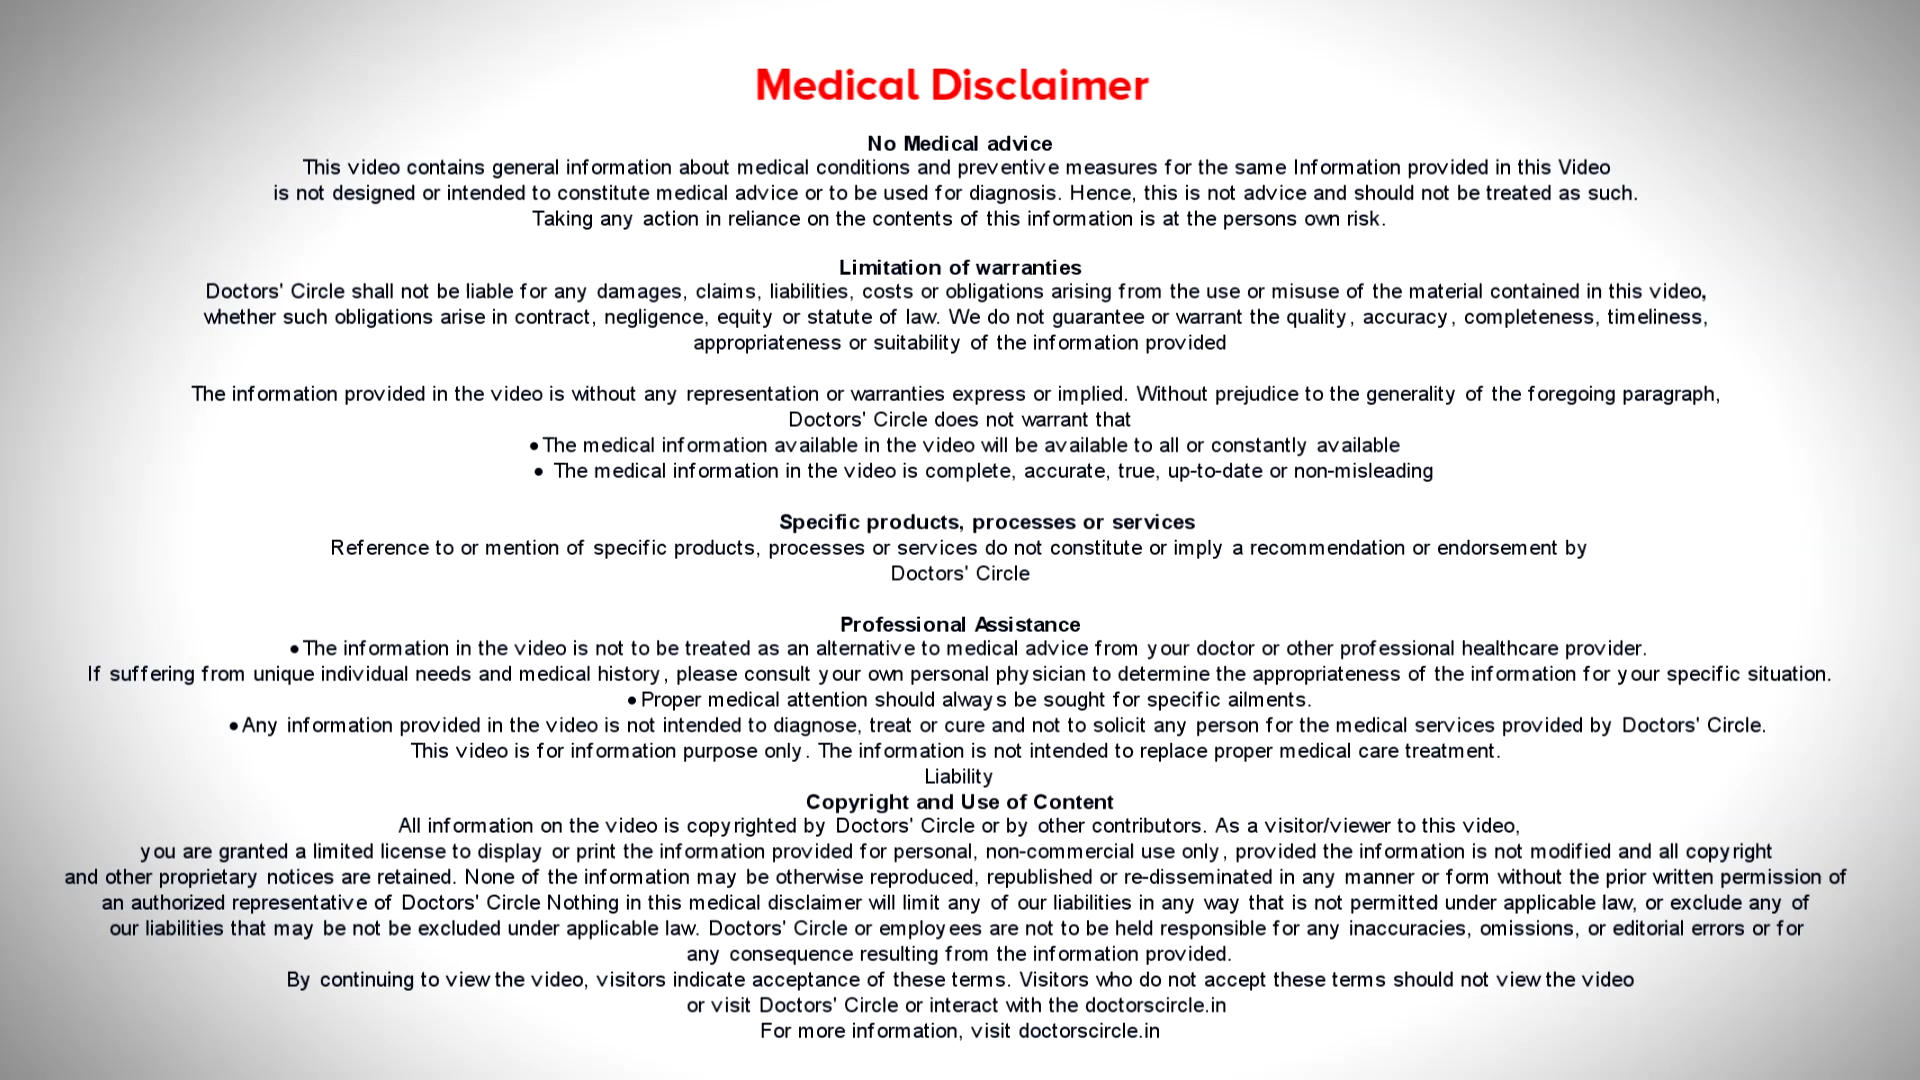 Medical Disclaimer
No Medical advice
This video contains general information about medical conditions and preventive measures for the same Information provided in this Video
is not designed or intended to constitute medical advice or to be used for diagnosis. Hence, this is not advice and should not be treated as such.
Taking any action in reliance on the contents of this information is at the persons own risk.
Limitation of warranties
Doctors' Circle shall not be liable for any damages, claims, liabilities, costs or obligations arising from the use or misuse of the material contained in this video,
whether such obligations arise in contract, negligence, equity or statute of law. We do not guarantee or warrant the quality, accuracy, completeness, timeliness,
appropriateness or suitability of the information provided
The information provided in the video is without any representation or warranties express or implied. Without prejudice to the generality of the foregoing paragraph,
Doctors' Circle does not warrant that
• The medical information available in the video will be available to all or constantly available
• The medical information in the video is complete, accurate, true, up-to-date or non-misleading
Specific products, processes or services
Reference to or mention of specific products, processes or services do not constitute or imply a recommendation or endorsement by
Doctors' Circle
Professional Assistance
• The information in the video is not to be treated as an alternative to medical advice from your doctor or other professional healthcare provider.
If suffering from unique individual needs and medical history, please consult your own personal physician to determine the appropriateness of the information for your specific situation.
• Proper medical attention should always be sought for specific ailments.
• Any information provided in the video is not intended to diagnose, treat or cure and not to solicit any person for the medical services provided by Doctors' Circle.
This video is for information purpose only. The information is not intended to replace proper medical care treatment.
Liability
Copyright and Use of Content
All information on the video is copyrighted by Doctors' Circle or by other contributors. As a visitor/viewer to this video,
you are granted a limited license to display or print the information provided for personal, non-commercial use only, provided the information is not modified and all copyright
and other proprietary notices are retained. None of the information may be otherwise reproduced, republished or re-disseminated in any manner or form without the prior written permission of
an authorized representative of Doctors' Circle Nothing in this medical disclaimer will limit any of our liabilities in any way that is not permitted under applicable law, or exclude any of
our liabilities that may be not be excluded under applicable law. Doctors' Circle or employees are not to be held responsible for any inaccuracies, omissions, or editorial errors or for
any consequence resulting from the information provided.
By continuing to view the video, visitors indicate acceptance of these terms. Visitors who do not accept these terms should not view the video
or visit Doctors' Circle or interact with the doctorscircle.in
For more information, visit doctorscircle.in